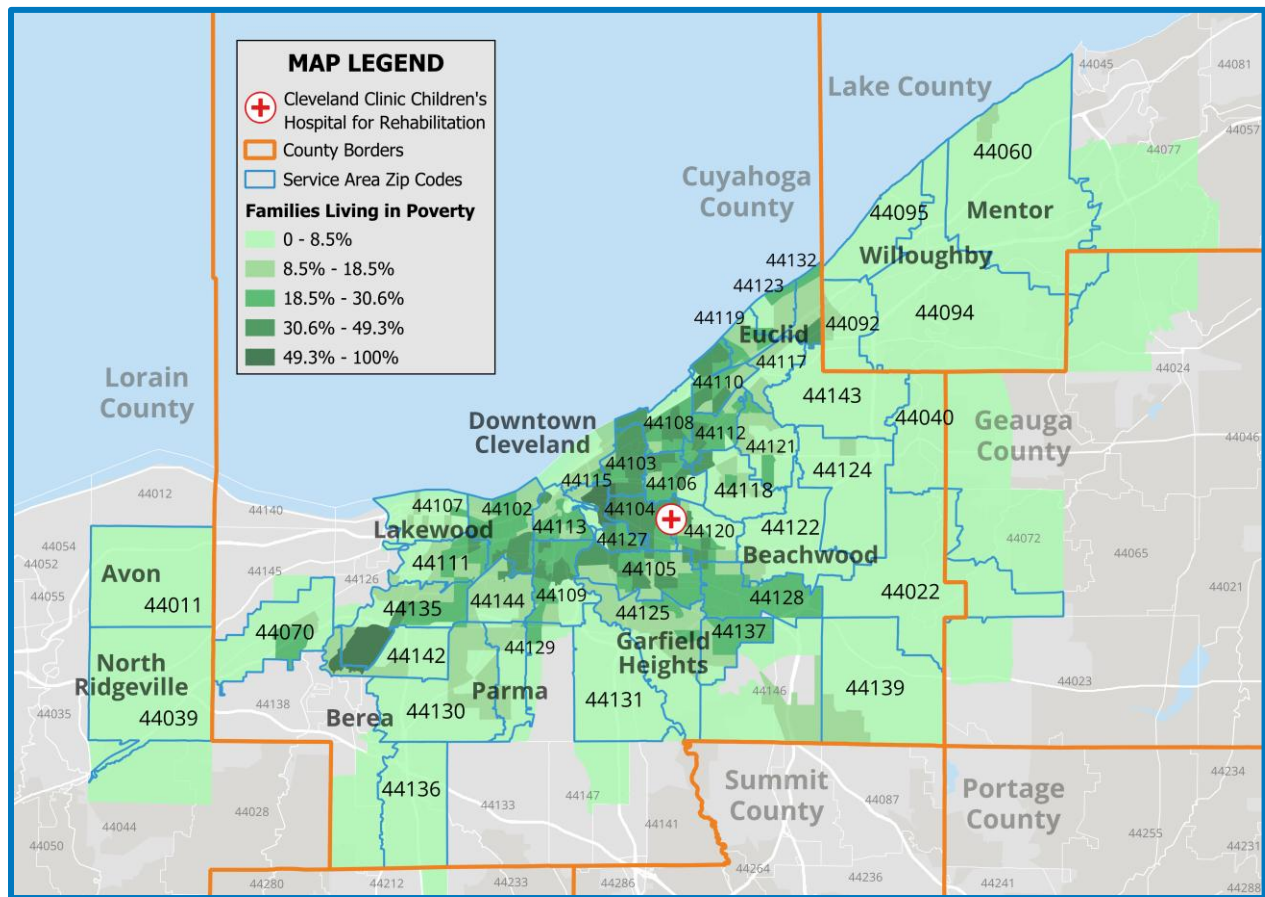 MAP LEGEND
Cleveland Clinic Children's
Hospital for Rehabilitation
County Borders
Service Area Zip Codes
Families Living in Poverty
0 - 8.5%
8.5% - 18.5%
18.5% - 30.6%
30.6% - 49.3%
49.3% - 100%
44045
44081
Lake County
44057
44060
44077
Cuyahoga
County
44095
Mentor
Willoughby
44132
44123
44119
Euclid
44092
44094
44117
44024
Lorain
County
44110
44143
44040
Geauga
County
Downtown
Cleveland
44108
44112
44121
44046
44103
44106
44124
44115
44118
44012
44140
44107
44102
44104
44113
44120
44122
Lakewood
44127
Beachwood
44072
44065
44054
44052
44145
44126
44111
44105
Avon
44011
44055
44128
44022
44021
44135
44144
44109
44125
44070
44137
Garfield
Heights
44142
44129
North
Ridgeville
44039
44035
44138
Berea
44130
Parma
44131
44146
44139
44023
44136
44133
44147
44141
Summit
County
44087
Portage
County
44234
44028
44044
44050
44255
44231
44264
44280
44212
44233
44286
44236
44241
44288